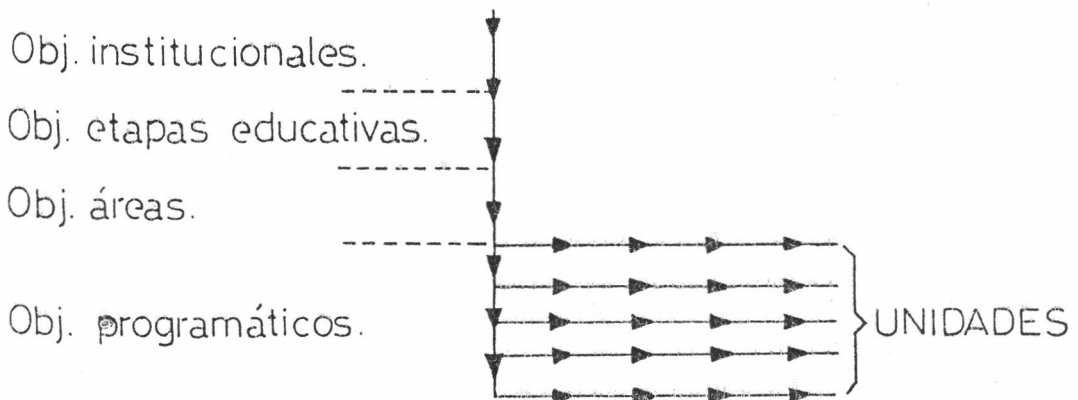 Obj. institucionales.
Obj. etapas educativas.
Obj. áreas.
Obj. programáticos.
UNIDADES